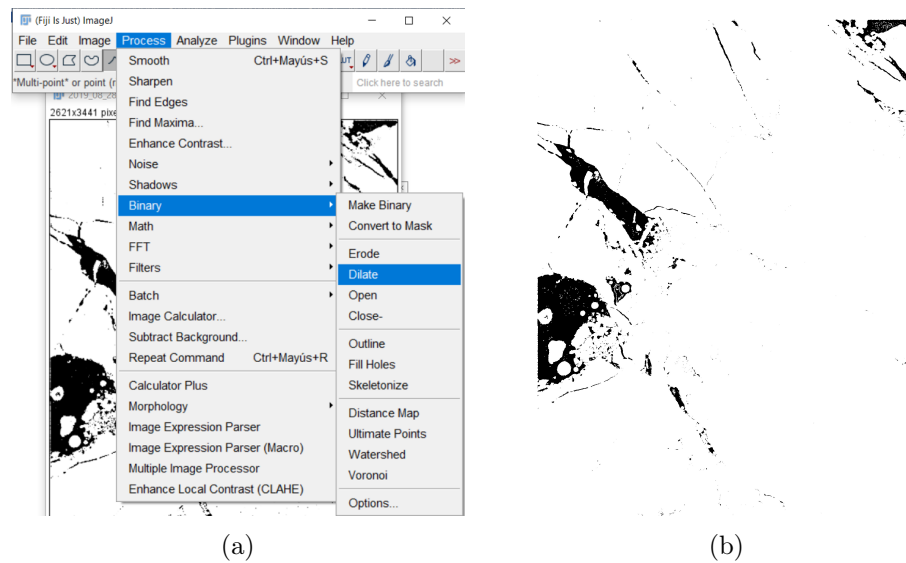 (Fiji Is Just) ImageJ
File Edit Image Process Analyze Plugins Window Help
Click here to search
*Multi-point* or point
2621x3441
Smooth Ctrl+Mayús+S
Sharpen
Find Edges
Find Maxima...
Enhance Contrast...
Noise
Shadows
Binary
Math
FFT
Filters
Batch
Image Calculator...
Subtract Background...
Repeat Command Ctrl+Mayús+R
Calculator Plus
Morphology
Image Expression Parser
Image Expression Parser (Macro)
Multiple Image Processor
Enhance Local Contrast (CLAHE)
Make Binary
Convert to Mask
Erode
Dilate
Open
Close-
Outline
Fill Holes
Skeletonize
Distance Map
Ultimate Points
Watershed
Voronoi
Options...
(a)
(b)